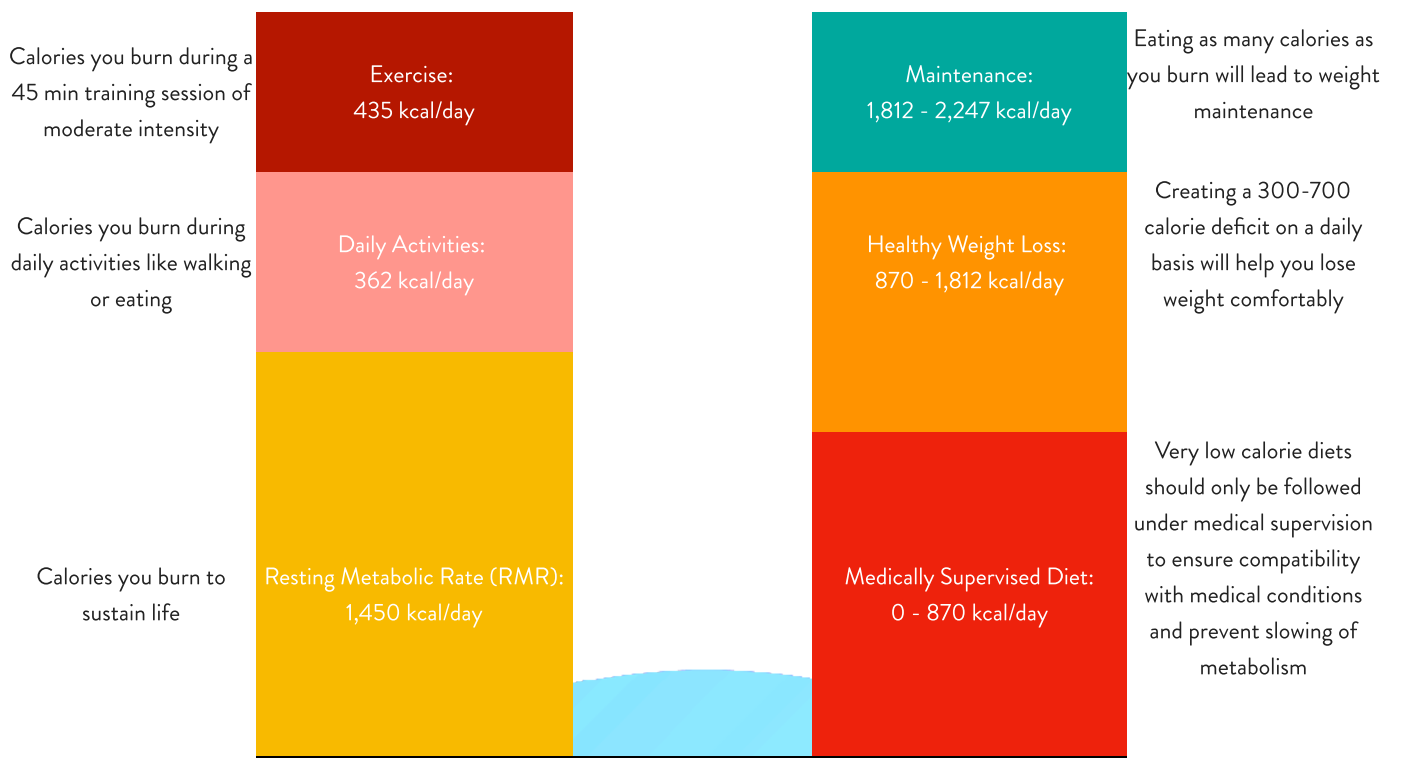 Calories you burn during a
45 min training session of
moderate intensity
Exercise:
435 kcal/day
Maintenance:
1,812 - 2,247 kcal/day
Eating as many calories as
you burn will lead to weight
maintenance
Calories you burn during
daily activities like walking
or eating
Daily Activities:
362 kcal/day
Healthy Weight Loss:
870 - 1,812 kcal/day
Creating a 300-700
calorie deficit on a daily
basis will help you lose
weight comfortably
Calories you burn to
sustain life
Resting Metabolic Rate (RMR):
1,450 kcal/day
Medically Supervised Diet:
0 - 870 kcal/day
Very low calorie diets
should only be followed
under medical supervision
to ensure compatibility
with medical conditions
and prevent slowing of
metabolism